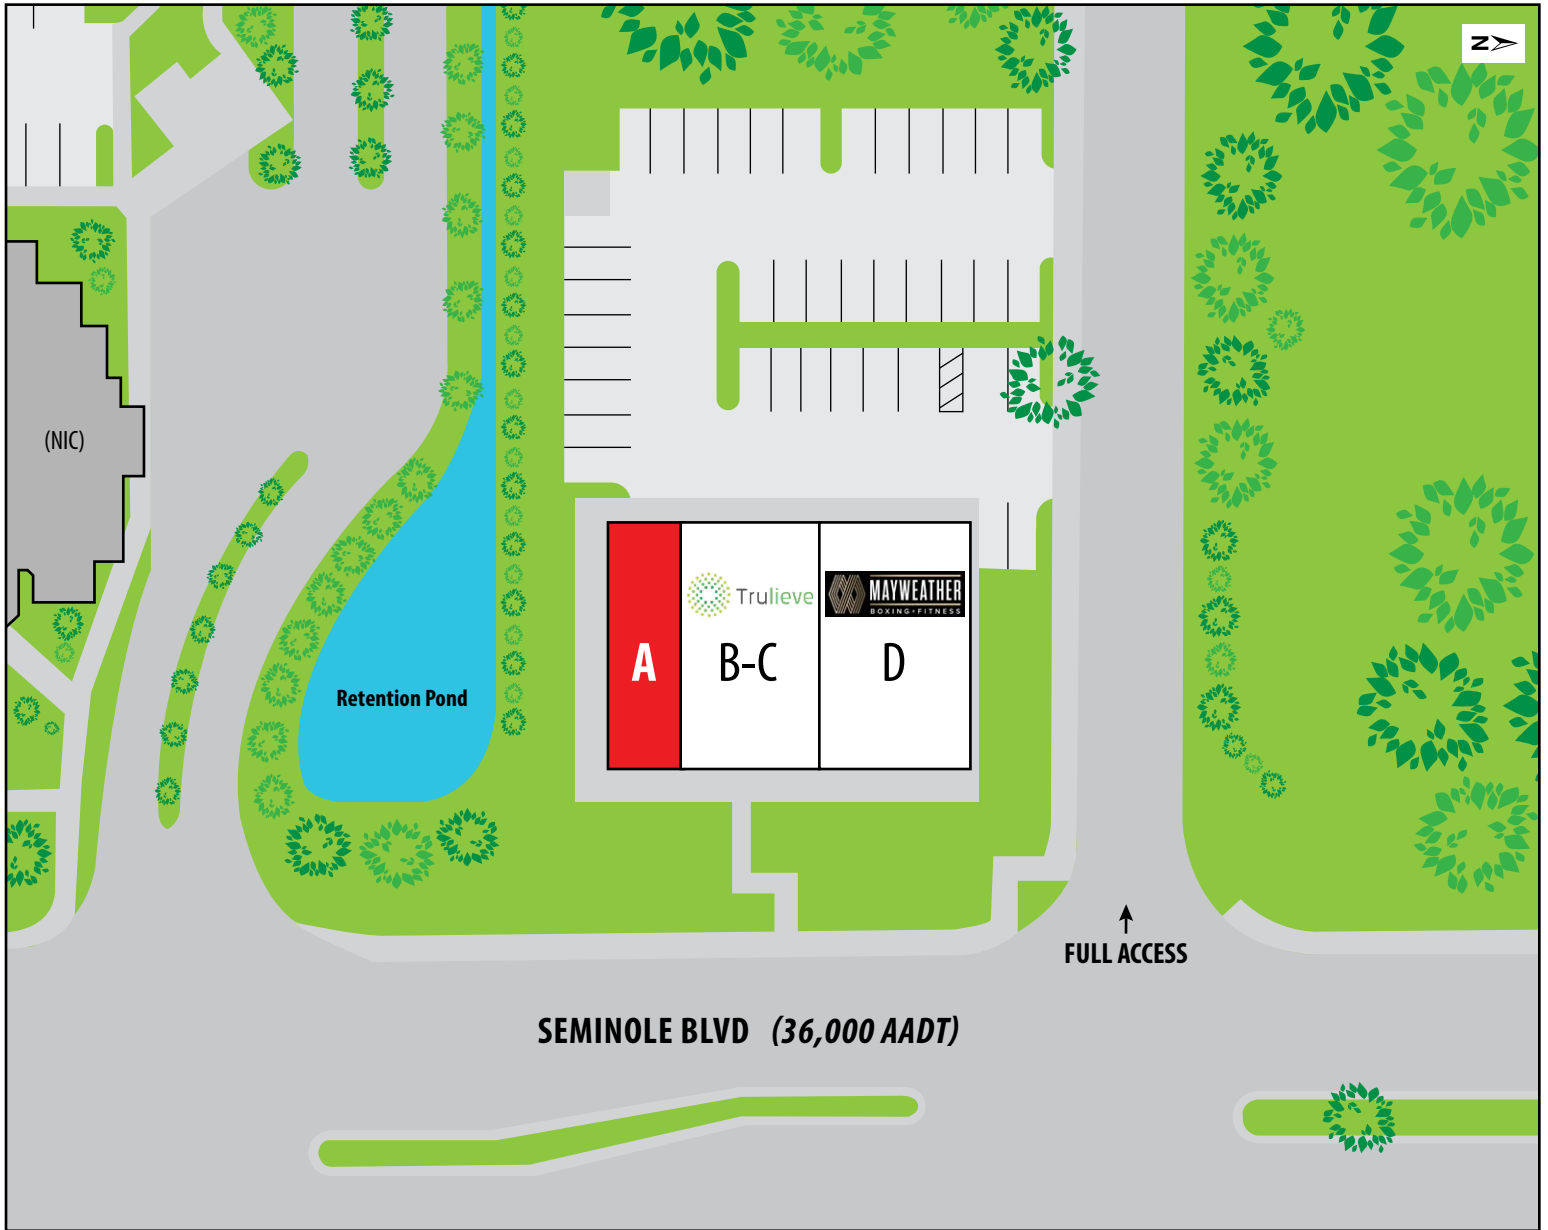 N
(NIC)
Trulieve
MAYWEATHER
BOXING+FITNESS
A
B-C
D
Retention Pond
FULL ACCESS
SEMINOLE BLVD (36,000 AADT)